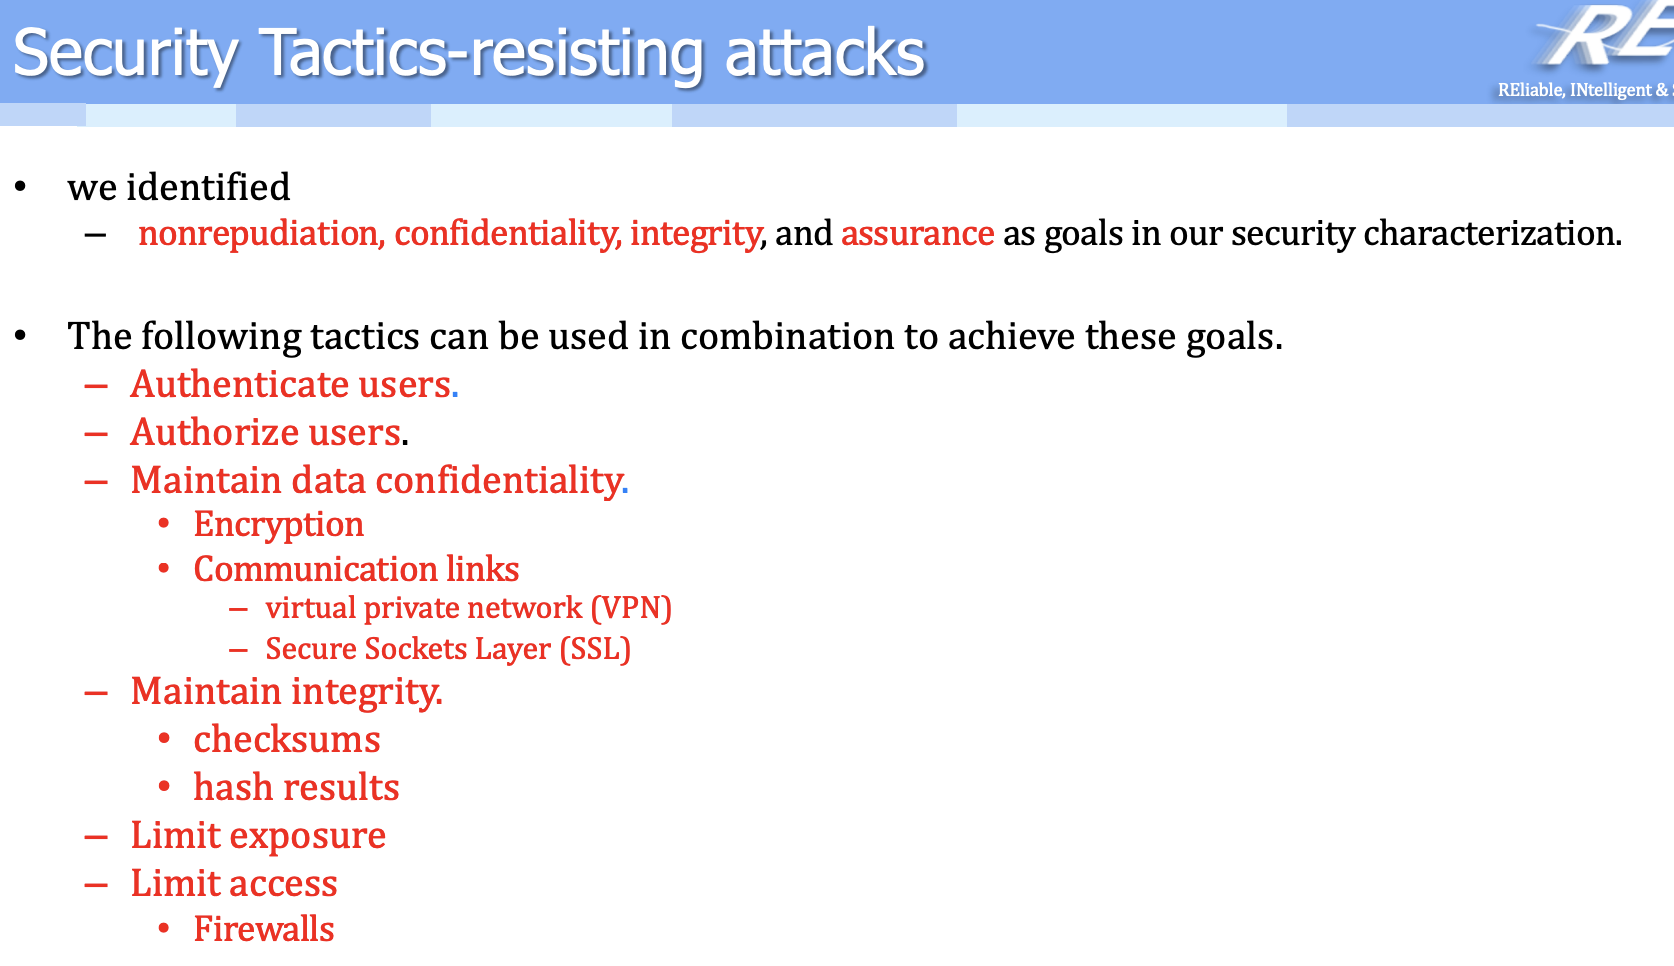 Security Tactics-resisting attacks
RE
REliable, INtelligent &
• we identified
– nonrepudiation, confidentiality, integrity, and assurance as goals in our security characterization.
• The following tactics can be used in combination to achieve these goals.
– Authenticate users.
– Authorize users.
– Maintain data confidentiality.
• Encryption
• Communication links
– virtual private network (VPN)
– Secure Sockets Layer (SSL)
– Maintain integrity.
• checksums
• hash results
– Limit exposure
– Limit access
• Firewalls